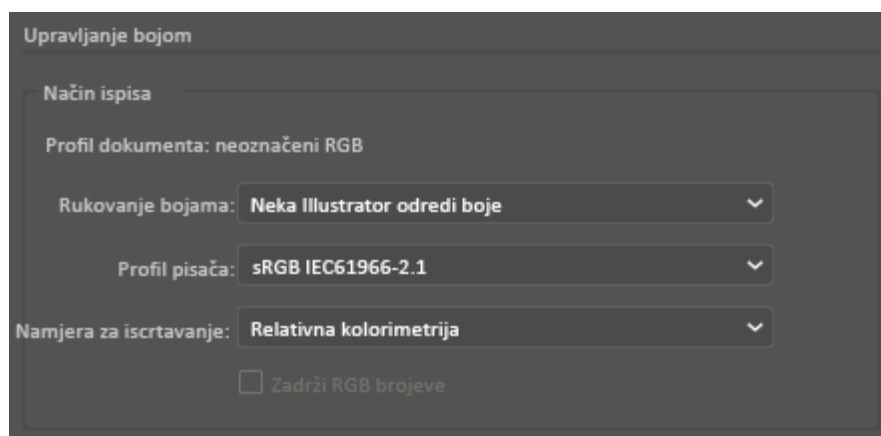 Upravljanje bojom
Način ispisa
Profil dokumenta: neoznačeni RGB
Rukovanje bojama: Neka Illustrator odredi boje
Profil pisača: sRGB IEC61966-2.1
Namjera za iscrtavanje: Relativna kolorimetrija
Zadrži RGB brojeve